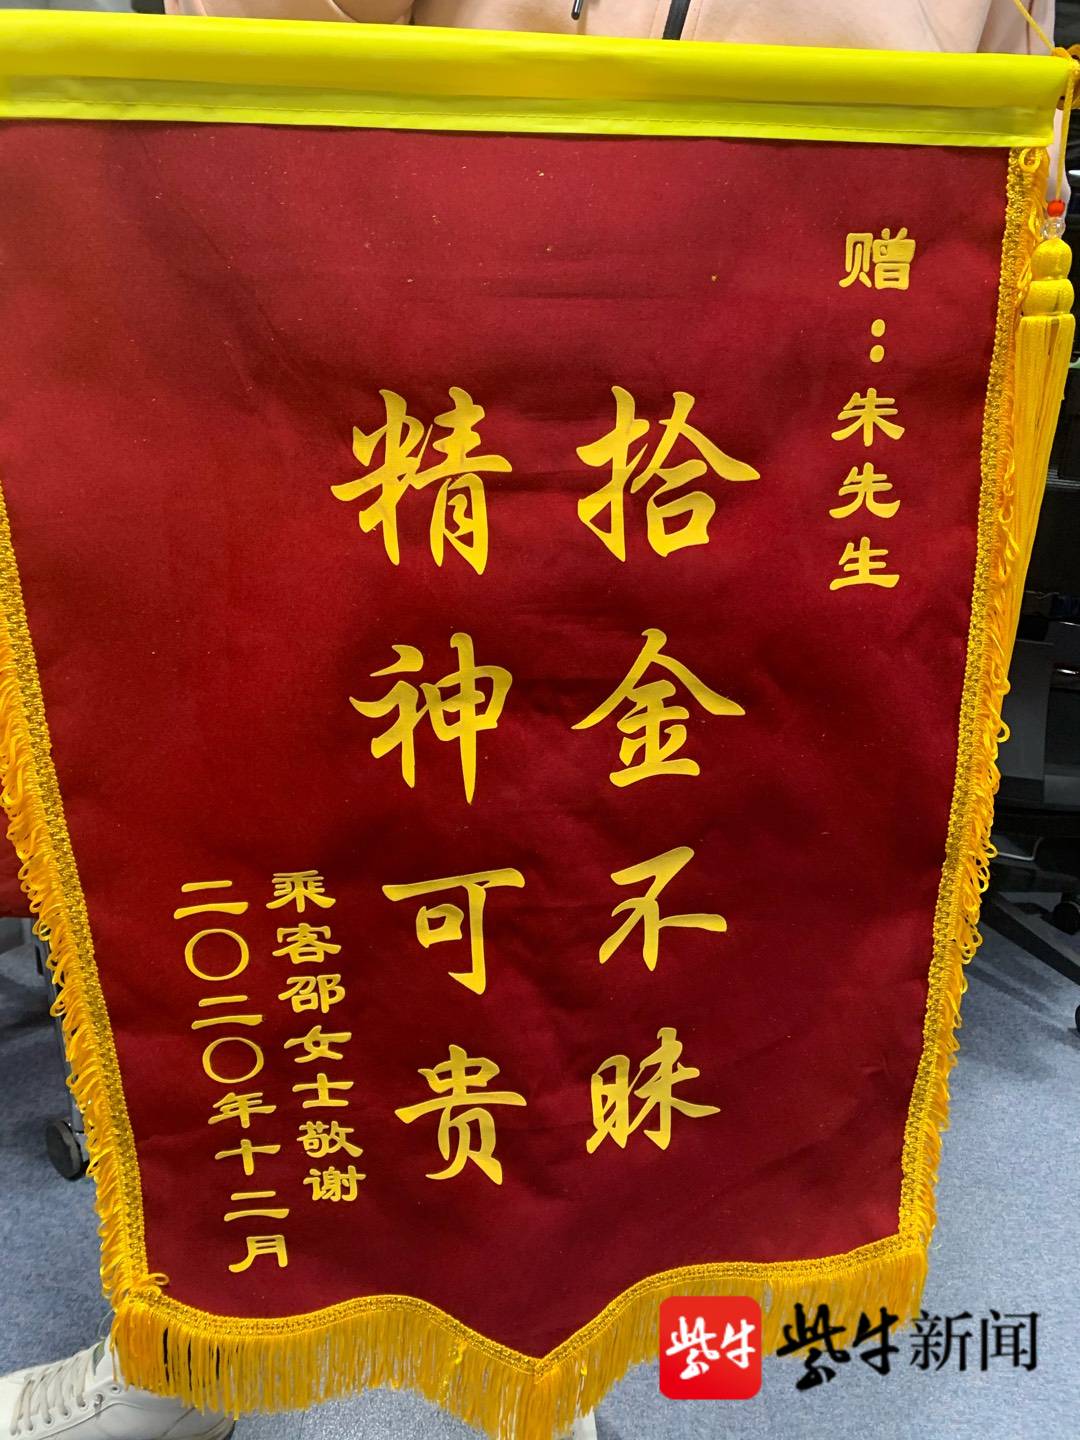 赠：朱先生
拾金不昧
精神可贵
乘客邵女士敬谢
二〇二〇年十二月
紫牛
紫牛新闻